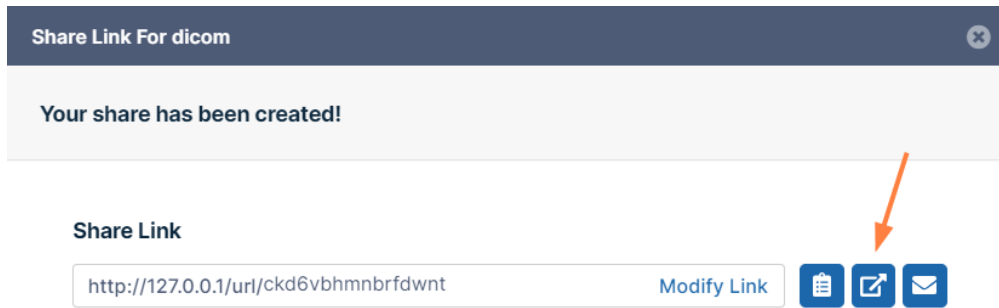 Share Link For dicom
Your share has been created!
Share Link
http://127.0.0.1/url/ckd6vbhmnbrfdwnt Modify Link